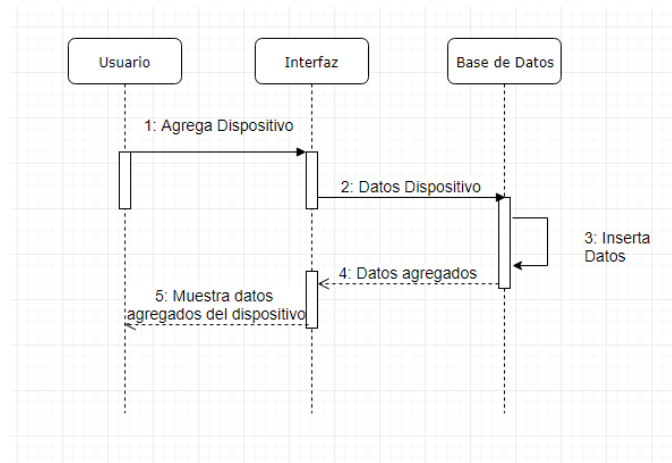 Usuario
Interfaz
Base de Datos
1: Agrega Dispositivo
2: Datos Dispositivo
3: Inserta
Datos
4: Datos agregados
5: Muestra datos
agregados del dispositivo